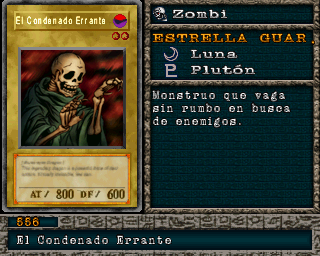 El Condenado Errante
AT/ 800 DF/ 600
Zombi
ESTRELLA GUAR.
Luna
Plutón
Monstruo que vaga
sin rumbo en busca
de enemigos.
556
El Condenado Errante